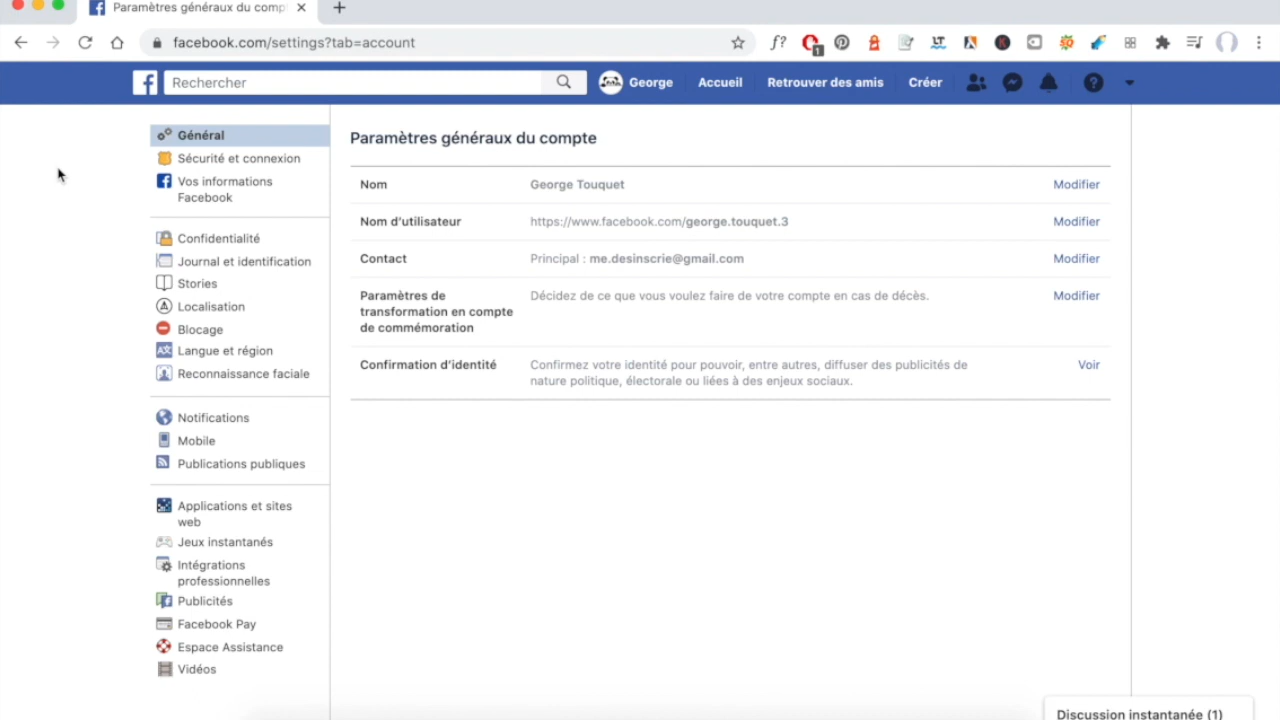 Paramètres généraux du comp
facebook.com/settings?tab=account
Rechercher
George
Accueil
Retrouver des amis
Créer
Général
Sécurité et connexion
Vos informations
Facebook
Confidentialité
Journal et identification
Stories
Localisation
Blocage
Langue et région
Reconnaissance faciale
Notifications
Mobile
Publications publiques
Applications et sites
web
Jeux instantanés
Intégrations
professionnelles
Publicités
Facebook Pay
Espace Assistance
Vidéos
Paramètres généraux du compte
Nom George Touquet Modifier
Nom d'utilisateur https://www.facebook.com/george.touquet.3 Modifier
Contact Principal : me.desinscrie@gmail.com Modifier
Paramètres de Décidez de ce que vous voulez faire de votre compte en cas de décès. Modifier
transformation en compte
de commémoration
Confirmation d'identité Confirmez votre identité pour pouvoir, entre autres, diffuser des publicités de Voir
nature politique, électorale ou liées à des enjeux sociaux.
Discussion instantanée (1)